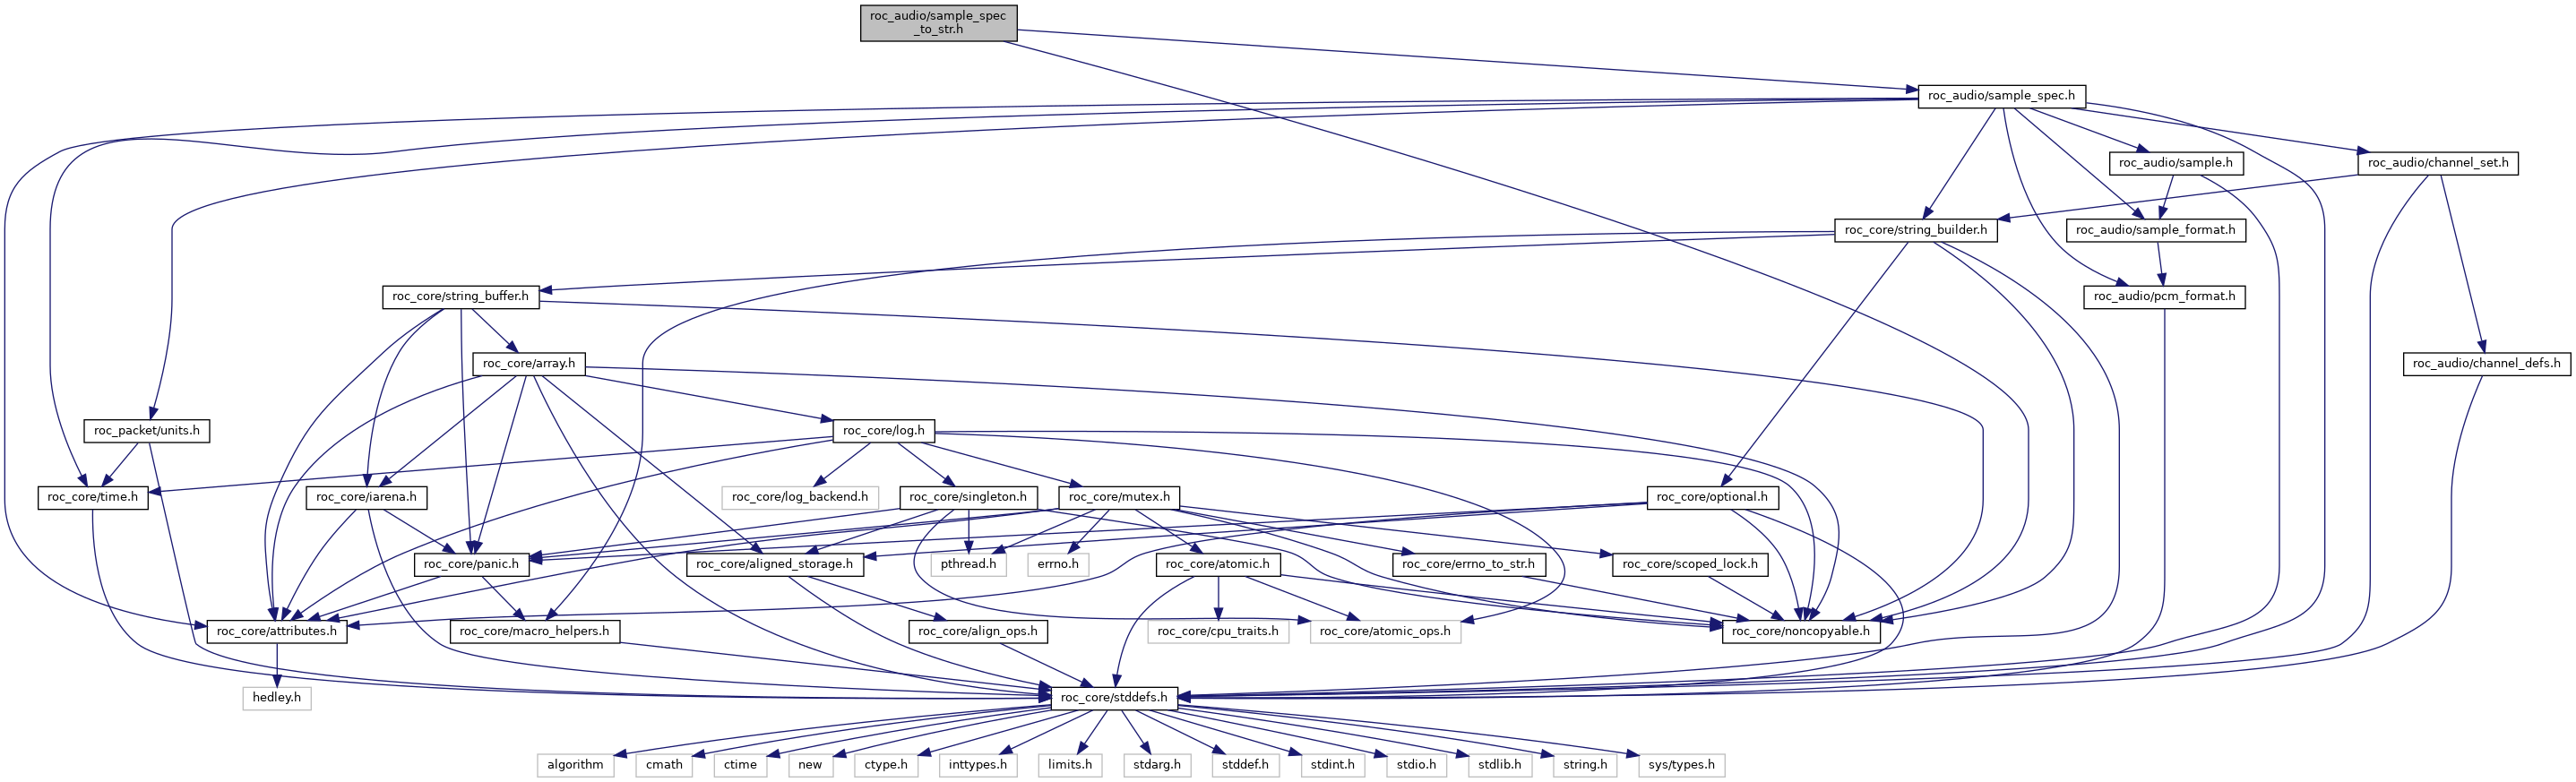 roc_audio/sample_spec
_to_str.h
roc_audio/sample_spec.h
roc_audio/sample.h
roc_audio/channel_set.h
roc_core/string_builder.h
roc_audio/sample_format.h
roc_core/string_buffer.h
roc_audio/pcm_format.h
roc_core/array.h
roc_audio/channel_defs.h
roc_packet/units.h
roc_core/log.h
roc_core/time.h
roc_core/iarena.h
roc_core/log_backend.h
roc_core/singleton.h
roc_core/mutex.h
roc_core/optional.h
roc_core/panic.h
roc_core/aligned_storage.h
pthread.h
errno.h
roc_core/atomic.h
roc_core/errno_to_str.h
roc_core/scoped_lock.h
roc_core/attributes.h
roc_core/macro_helpers.h
roc_core/align_ops.h
roc_core/cpu_traits.h
roc_core/atomic_ops.h
roc_core/noncopyable.h
hedley.h
roc_core/stddefs.h
algorithm
cmath
ctime
new
ctype.h
inttypes.h
limits.h
stdarg.h
stddef.h
stdint.h
stdio.h
stdlib.h
string.h
sys/types.h